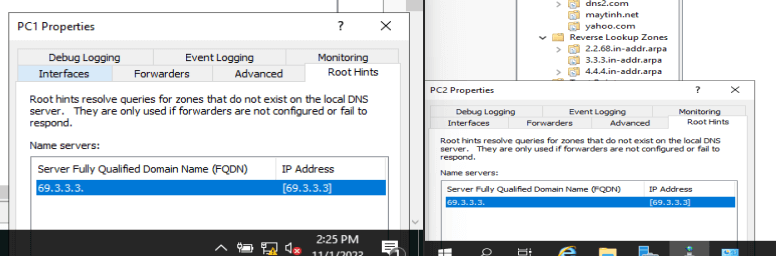 PC1 Properties
Debug Logging Event Logging Monitoring
Interfaces Forwarders Advanced Root Hints
Root hints resolve queries for zones that do not exist on the local DNS
server. They are only used if forwarders are not configured or fail to
respond.
Name servers:
Server Fully Qualified Domain Name (FQDN) IP Address
69.3.3.3. [69.3.3.3]
2:25 PM
11/1/2023
dns2.com
maytinh.net
yahoo.com
Reverse Lookup Zones
2.2.68.in-addr.arpa
3.3.3.in-addr.arpa
4.4.4.in-addr.arpa
PC2 Properties
Debug Logging Event Logging Monitoring
Interfaces Forwarders Advanced Root Hints
Root hints resolve queries for zones that do not exist on the local DNS
server. They are only used if forwarders are not configured or fail to
respond.
Name servers:
Server Fully Qualified Domain Name (FQDN) IP Address
69.3.3.3. [69.3.3.3]